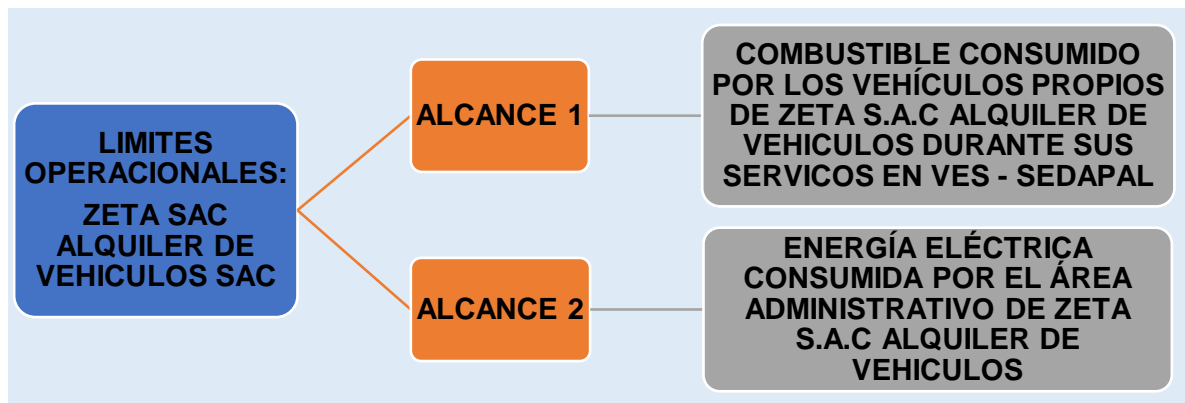 LIMITES
OPERACIONALES:
ZETA SAC
ALQUILER DE
VEHICULOS SAC
ALCANCE 1
COMBUSTIBLE CONSUMIDO
POR LOS VEHÍCULOS PROPIOS
DE ZETA S.A.C ALQUILER DE
VEHICULOS DURANTE SUS
SERVICOS EN VES - SEDAPAL
ALCANCE 2
ENERGÍA ELÉCTRICA
CONSUMIDA POR EL ÁREA
ADMINISTRATIVO DE ZETA
S.A.C ALQUILER DE
VEHICULOS